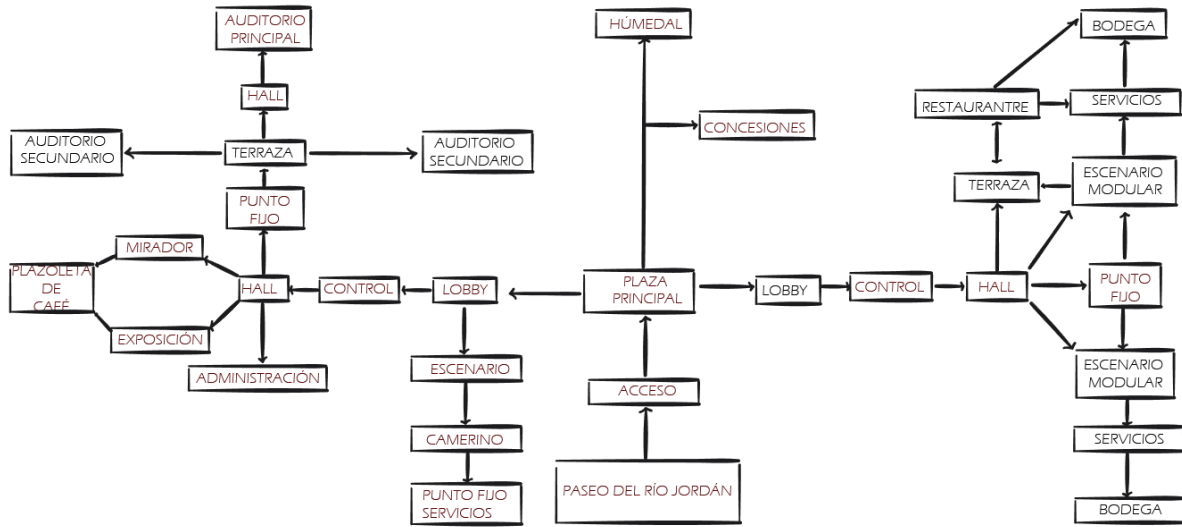 AUDITORIO
PRINCIPAL
HALL
AUDITORIO
SECUNDARIO
TERRAZA
AUDITORIO
SECUNDARIO
PUNTO
FIJO
MIRADOR
PLAZOLETA
DE
CAFÉ
HALL
CONTROL
LOBBY
EXPOSICIÓN
ADMINISTRACIÓN
ESCENARIO
CAMERINO
PUNTO FIJO
SERVICIOS
HÚMEDAL
CONCESIONES
PLAZA
PRINCIPAL
ACCESO
PASEO DEL RÍO JORDÁN
LOBBY
CONTROL
HALL
BODEGA
RESTAURANTRE
SERVICIOS
TERRAZA
ESCENARIO
MODULAR
PUNTO
FIJO
ESCENARIO
MODULAR
SERVICIOS
BODEGA